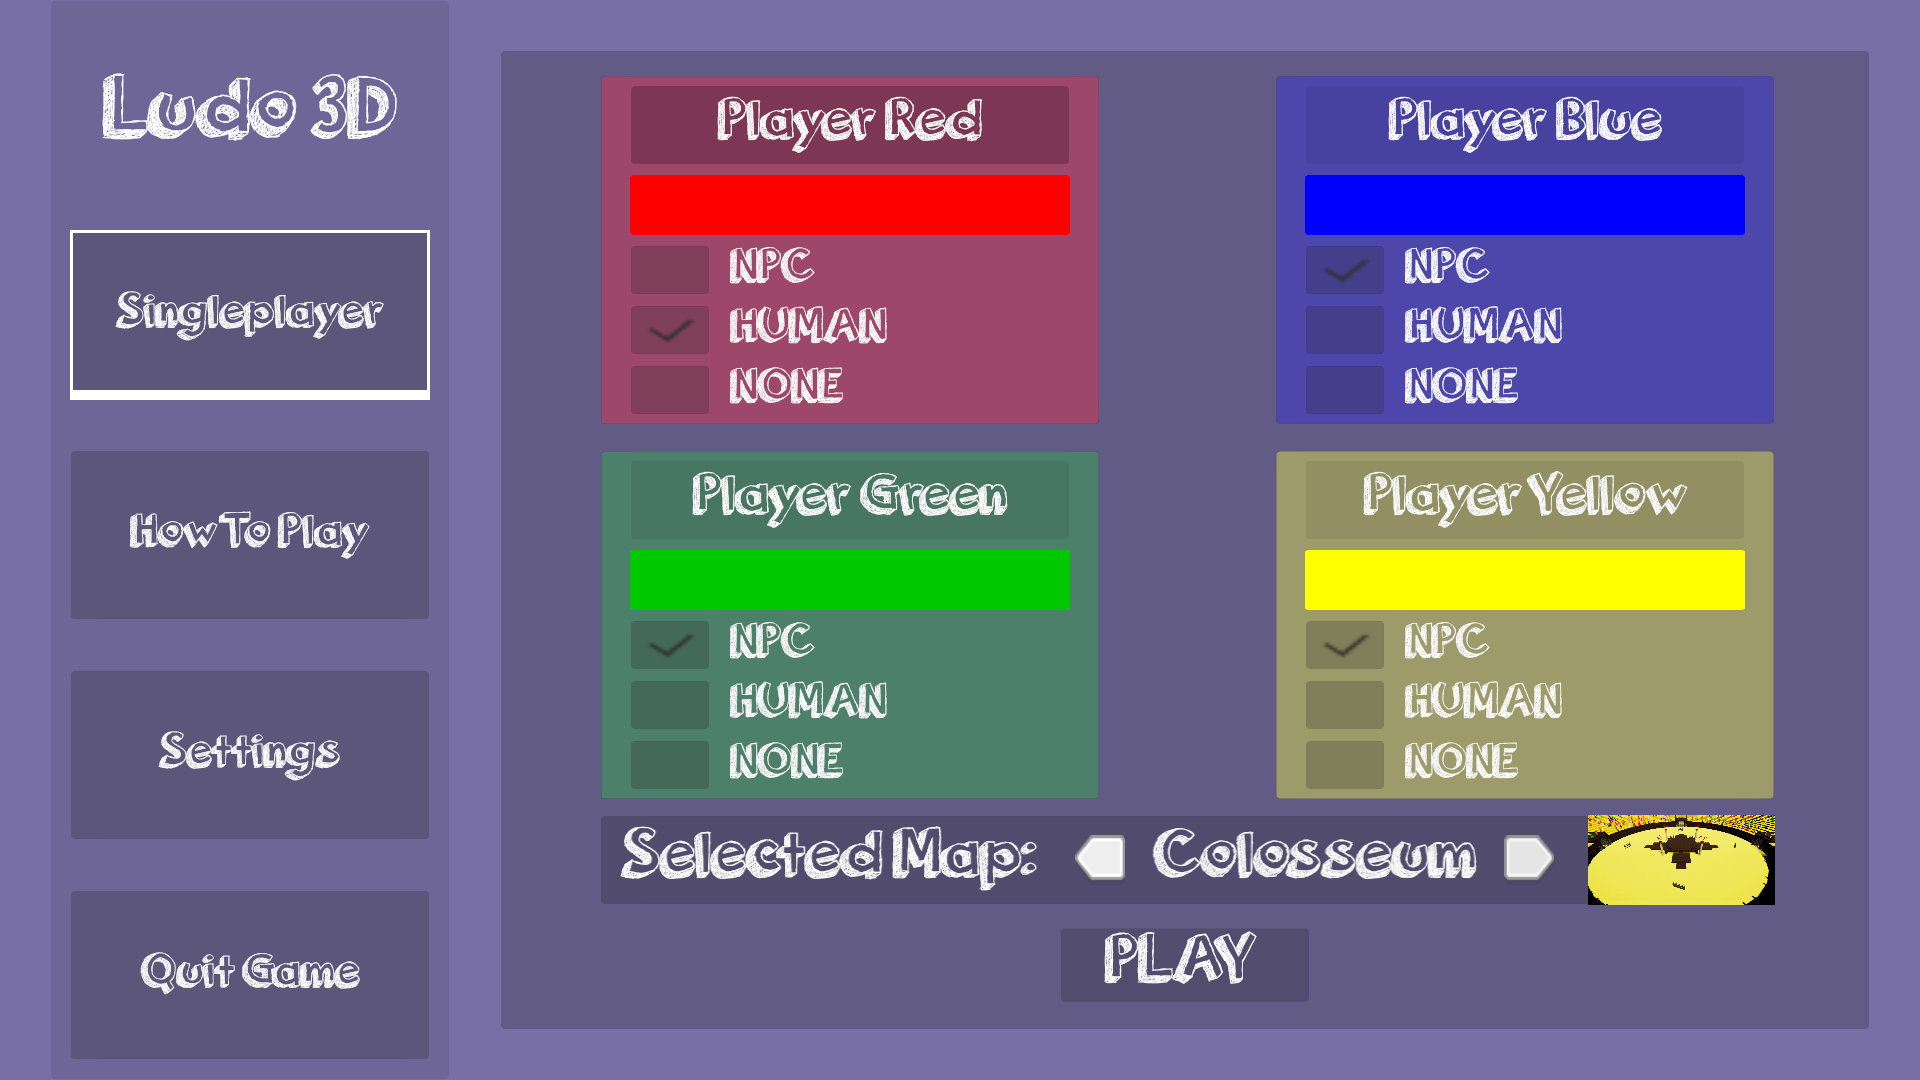 Ludo 3D
Singleplayer
How To Play
Settings
Quit Game
Player Red
NPC
HUMAN
NONE
Player Blue
NPC
HUMAN
NONE
Player Green
NPC
HUMAN
NONE
Player Yellow
NPC
HUMAN
NONE
Selected Map: Colosseum
PLAY